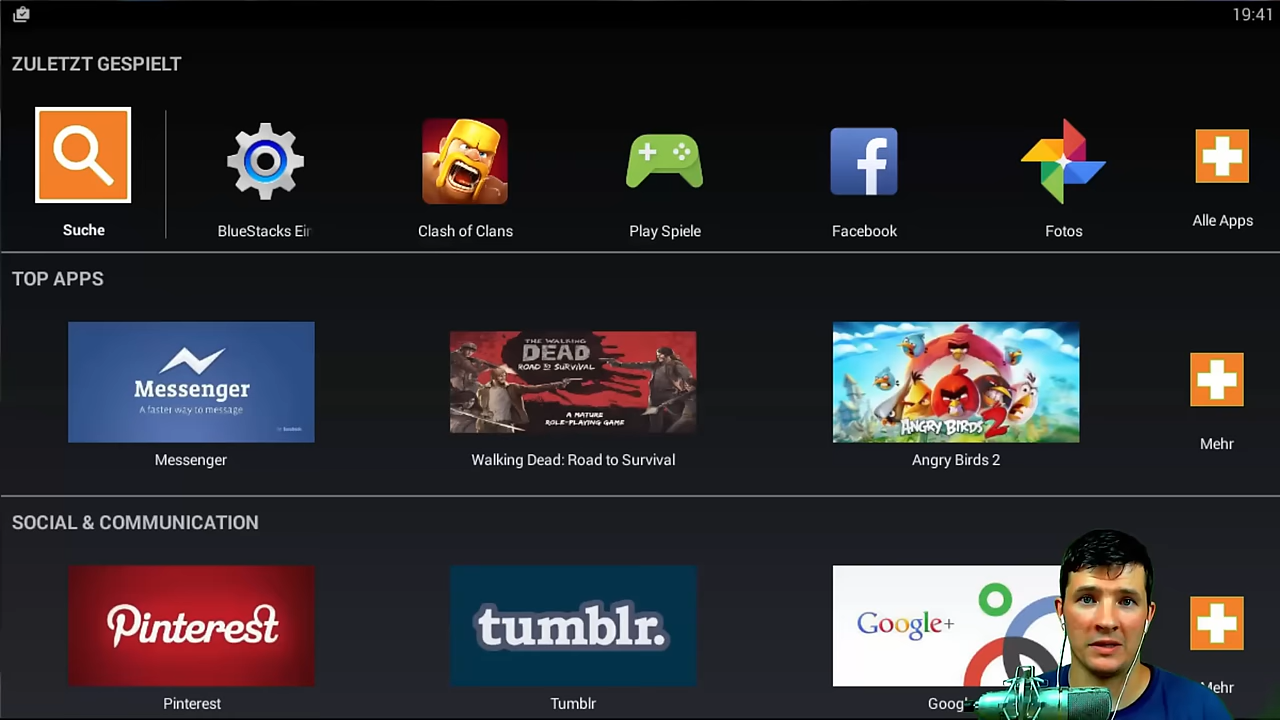 19:41
ZULETZT GESPIELT
Suche
BlueStacks Ein
Clash of Clans
Play Spiele
Facebook
Fotos
Alle Apps
TOP APPS
Messenger
A faster way to message
THE WALKING
DEAD
ROAD TO SURVIVAL
A MATURE
ROLE-PLAYING GAME
ANGRY BIRDS 2
Mehr
Messenger
Walking Dead: Road to Survival
Angry Birds 2
SOCIAL & COMMUNICATION
Pinterest
tumblr.
Google+
Mehr
Pinterest
Tumblr
Goog